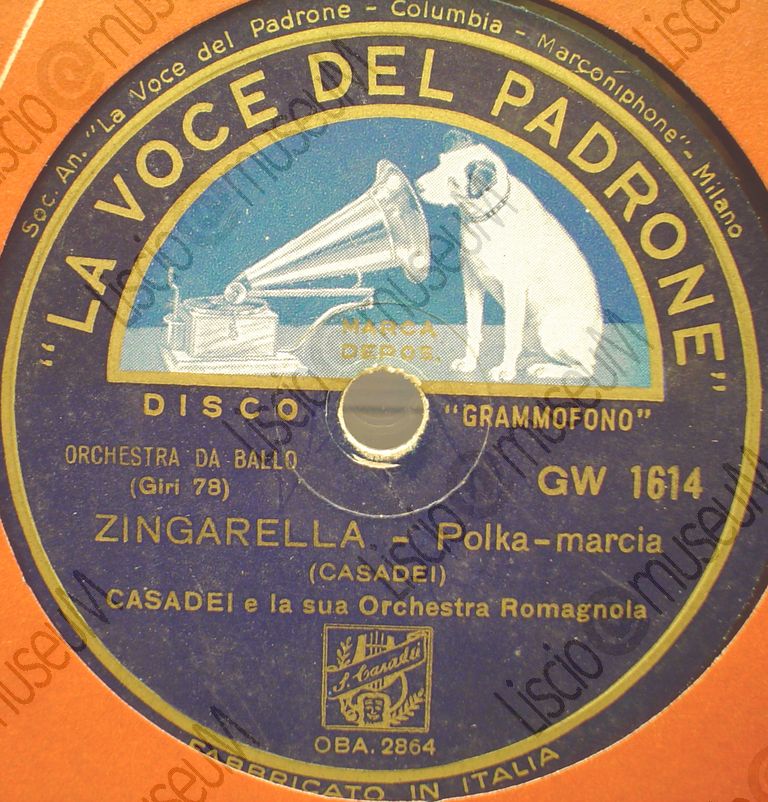 Soc. An. "La Voce del Padrone - Columbia - Marconiphone" - Milano
"LA VOCE DEL PADRONE"
MARCA
DEPOS.
DISCO "GRAMMOFONO"
ORCHESTRA DA BALLO
(Giri 78)
GW 1614
ZINGARELLA - Polka-marcia
(CASADEI)
CASADEI e la sua Orchestra Romagnola
S. Casadei
OBA. 2864
FABBRICATO IN ITALIA
Liscio@museuM